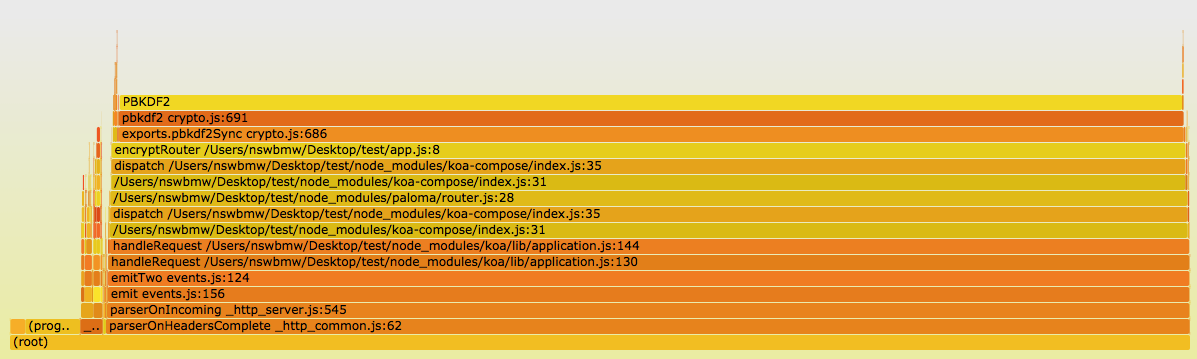 PBKDF2
pbkdf2 crypto.js:691
exports.pbkdf2Sync crypto.js:686
encryptRouter /Users/nswbmw/Desktop/test/app.js:8
dispatch /Users/nswbmw/Desktop/test/node_modules/koa-compose/index.js:35
/Users/nswbmw/Desktop/test/node_modules/koa-compose/index.js:31
/Users/nswbmw/Desktop/test/node_modules/paloma/router.js:28
dispatch /Users/nswbmw/Desktop/test/node_modules/koa-compose/index.js:35
/Users/nswbmw/Desktop/test/node_modules/koa-compose/index.js:31
handleRequest /Users/nswbmw/Desktop/test/node_modules/koa/lib/application.js:144
handleRequest /Users/nswbmw/Desktop/test/node_modules/koa/lib/application.js:130
emitTwo events.js:124
emit events.js:156
parserOnIncoming _http_server.js:545
(prog.. _.. parserOnHeadersComplete _http_common.js:62
(root)